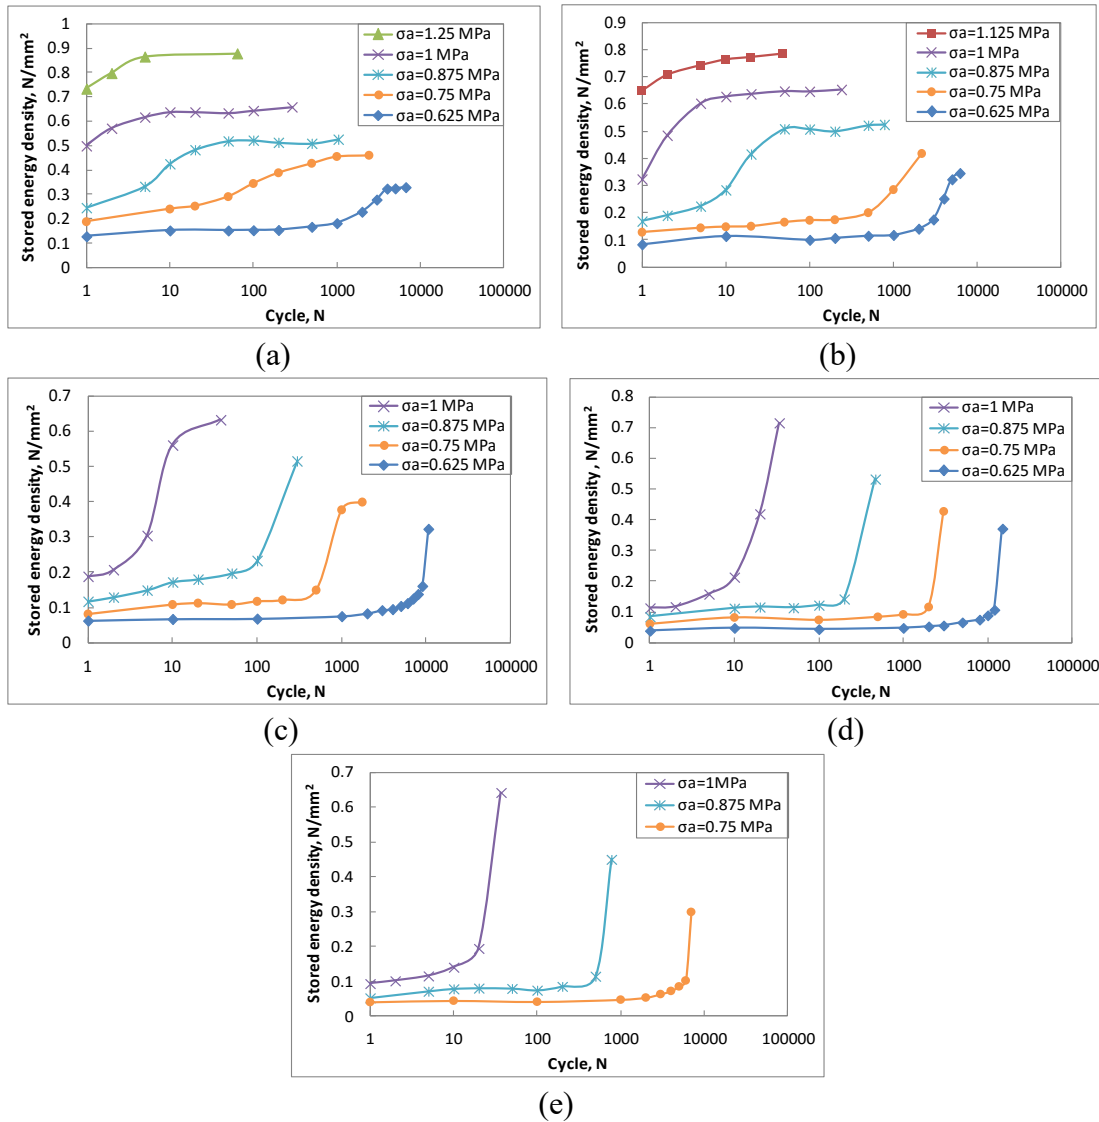 Stored energy density, N/mm²
1
0.9
0.8
0.7
0.6
0.5
0.4
0.3
0.2
0.1
0
1 10 100 1000 10000 100000
Cycle, N
σa=1.25 MPa
σa=1 MPa
σa=0.875 MPa
σa=0.75 MPa
σa=0.625 MPa
(a)
Stored energy density, N/mm²
0.9
0.8
0.7
0.6
0.5
0.4
0.3
0.2
0.1
0
1 10 100 1000 10000 100000
Cycle, N
σa=1.125 MPa
σa=1 MPa
σa=0.875 MPa
σa=0.75 MPa
σa=0.625 MPa
(b)
Stored energy density, N/mm²
0.7
0.6
0.5
0.4
0.3
0.2
0.1
0
1 10 100 1000 10000 100000
Cycle, N
σa=1 MPa
σa=0.875 MPa
σa=0.75 MPa
σa=0.625 MPa
(c)
Stored energy density, N/mm²
0.8
0.7
0.6
0.5
0.4
0.3
0.2
0.1
0
1 10 100 1000 10000 100000
Cycle, N
σa=1 MPa
σa=0.875 MPa
σa=0.75 MPa
σa=0.625 MPa
(d)
Stored energy density, N/mm²
0.7
0.6
0.5
0.4
0.3
0.2
0.1
0
1 10 100 1000 10000 100000
Cycle, N
σa=1MPa
σa=0.875 MPa
σa=0.75 MPa
(e)